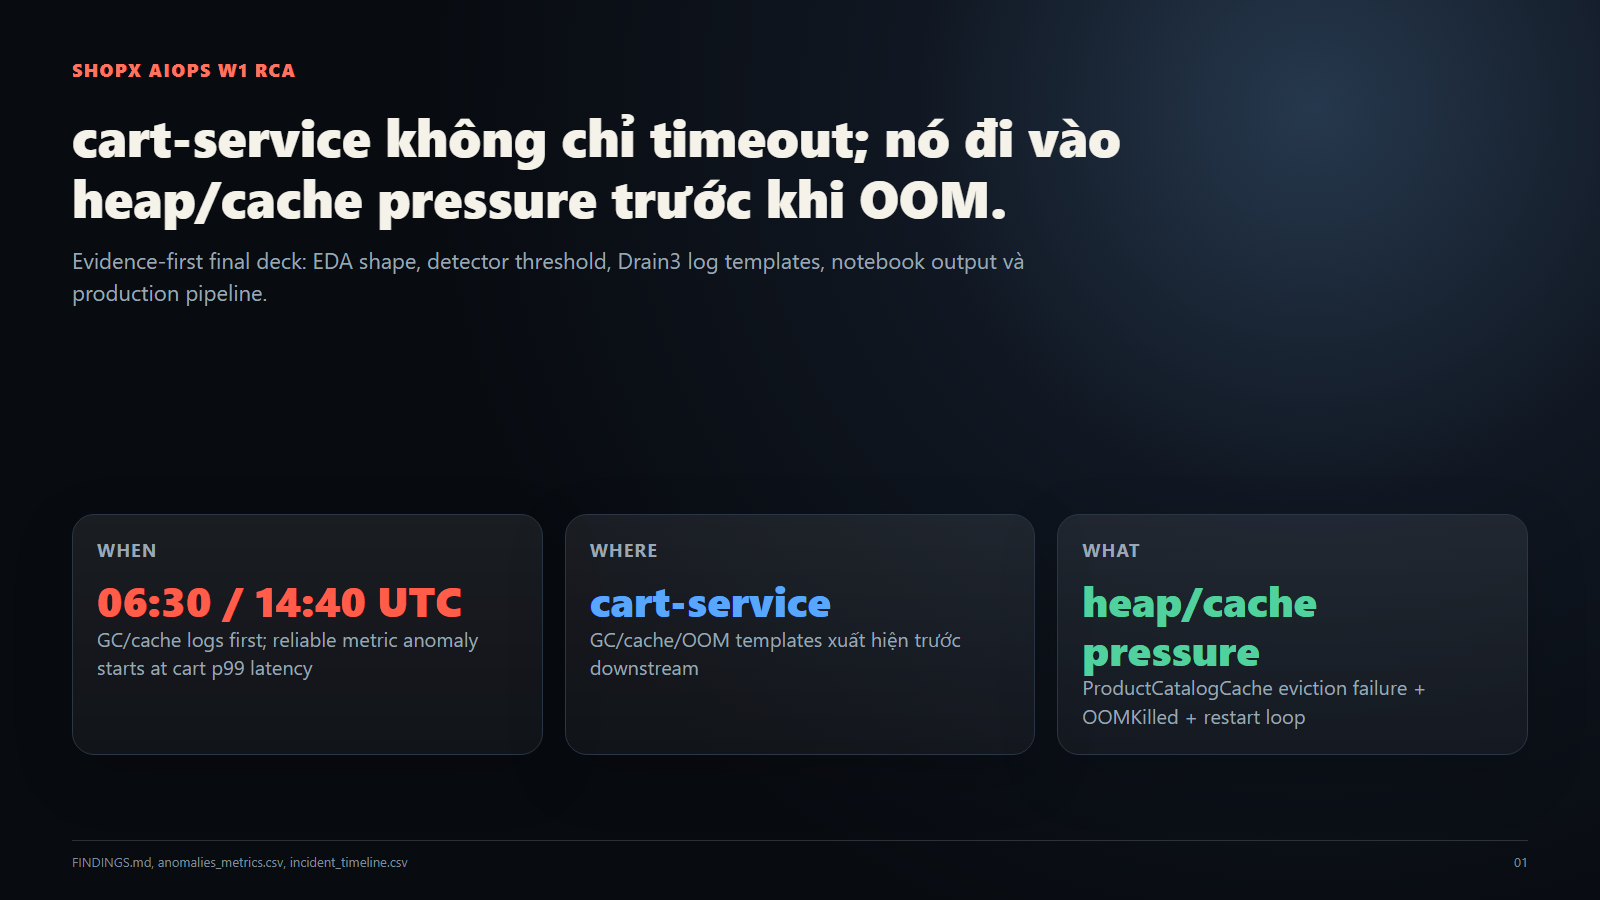 SHOPX AIOPS W1 RCA
cart-service không chỉ timeout; nó đi vào
heap/cache pressure trước khi OOM.
Evidence-first final deck: EDA shape, detector threshold, Drain3 log templates, notebook output và
production pipeline.
WHEN
06:30 / 14:40 UTC
GC/cache logs first; reliable metric anomaly
starts at cart p99 latency
WHERE
cart-service
GC/cache/OOM templates xuất hiện trước
downstream
WHAT
heap/cache
pressure
ProductCatalogCache eviction failure +
OOMKilled + restart loop
FINDINGS.md, anomalies_metrics.csv, incident_timeline.csv
01